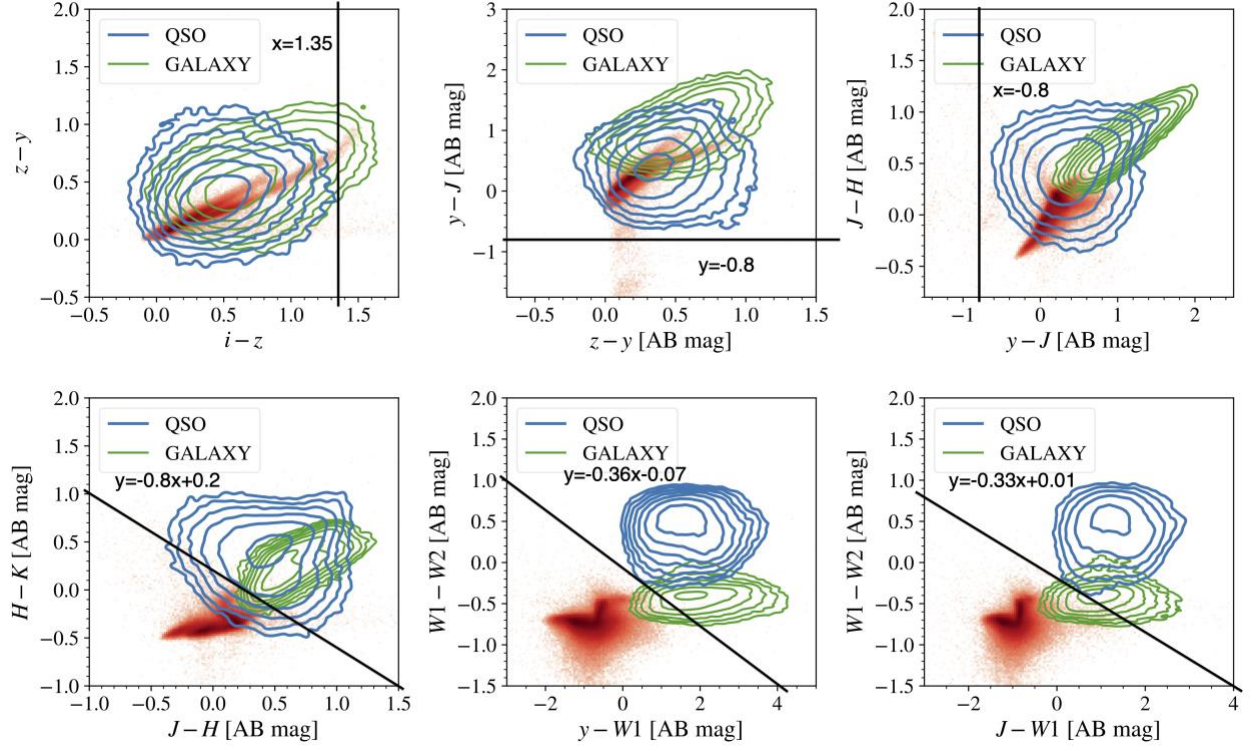 2.0
1.5
1.0
0.5
0.0
−0.5
z − y
QSO
GALAXY
x=1.35
−0.5
0.0
0.5
1.0
1.5
i − z
3
2
1
0
−1
y − J [AB mag]
QSO
GALAXY
y=-0.8
−0.5
0.0
0.5
1.0
1.5
z − y [AB mag]
2.0
1.5
1.0
0.5
0.0
−0.5
J − H [AB mag]
QSO
GALAXY
x=-0.8
−1
0
1
2
y − J [AB mag]
2.0
1.5
1.0
0.5
0.0
−0.5
−1.0
H − K [AB mag]
QSO
GALAXY
y=-0.8x+0.2
−1.0
−0.5
0.0
0.5
1.0
1.5
J − H [AB mag]
2.0
1.5
1.0
0.5
0.0
−0.5
−1.0
−1.5
W1 − W2 [AB mag]
QSO
GALAXY
y=-0.36x-0.07
−2
0
2
4
y − W1 [AB mag]
2.0
1.5
1.0
0.5
0.0
−0.5
−1.0
−1.5
W1 − W2 [AB mag]
QSO
GALAXY
y=-0.33x+0.01
−2
0
2
4
J − W1 [AB mag]